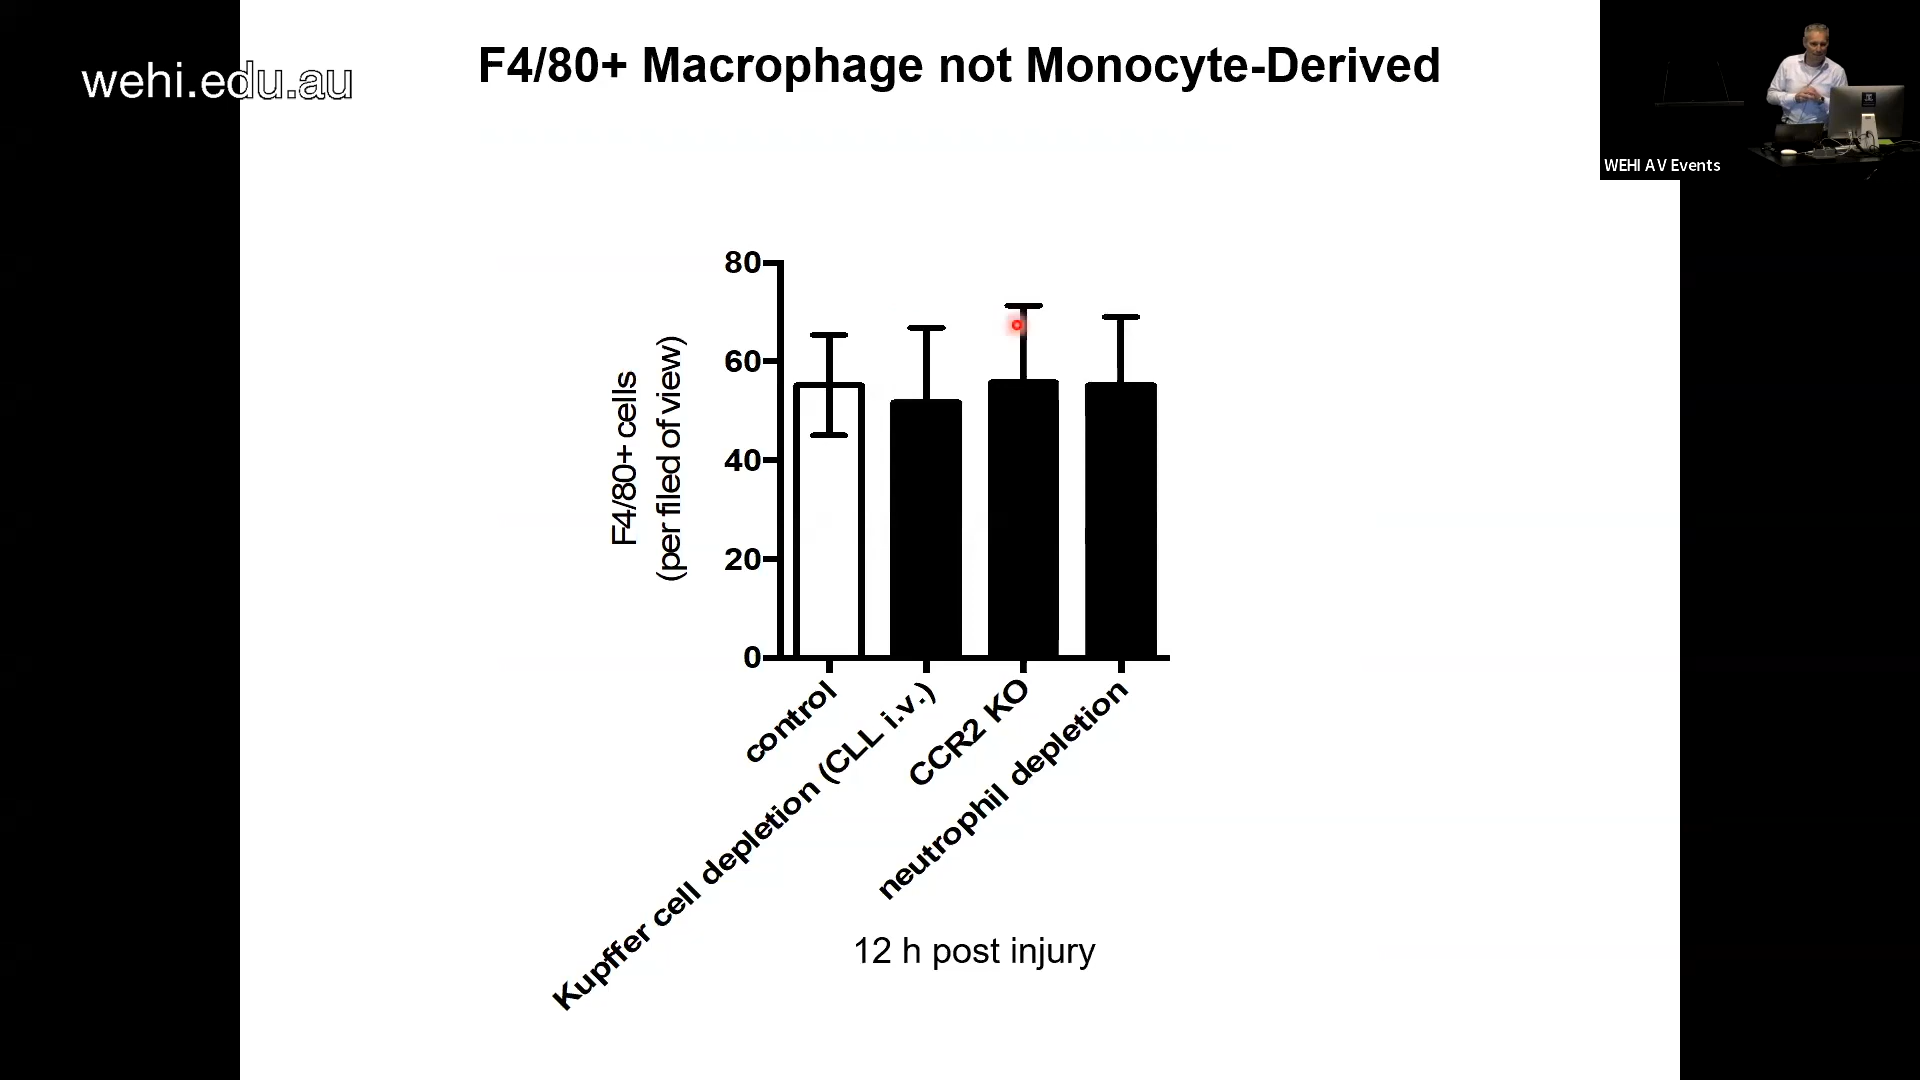 wehi.edu.au
F4/80+ Macrophage not Monocyte-Derived
WEHI AV Events
F4/80+ cells
(per filed of view)
80
60
40
20
0
control
Kupffer cell depletion (CLL i.v.)
CCR2 KO
neutrophil depletion
12 h post injury